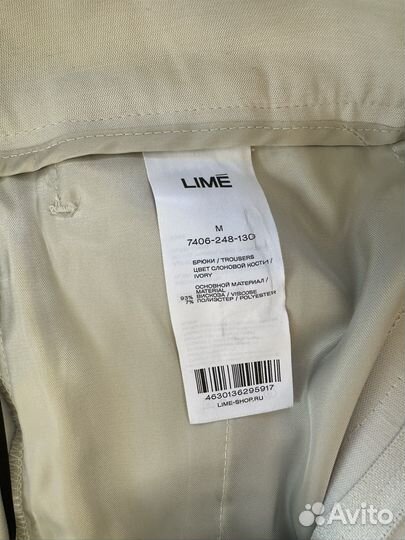 LIMĒ
M
7406-248-130
БРЮКИ / TROUSERS
ЦВЕТ СЛОНОВОЙ КОСТИ /
IVORY
ОСНОВНОЙ МАТЕРИАЛ /
MATERIAL
93% ВИСКОЗА / VISCOSE
7% ПОЛИЭСТЕР / POLYESTER
4630136295917
LIME-SHOP.RU
Avito